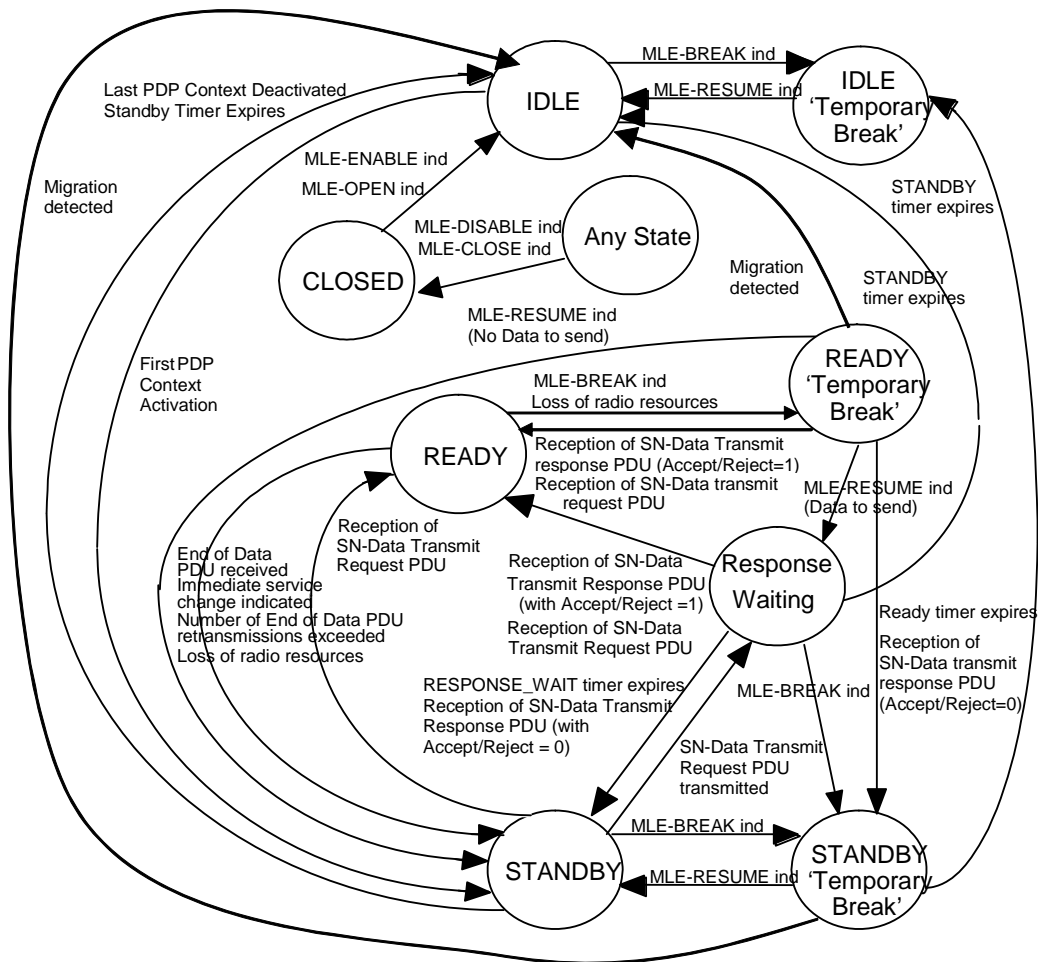 MLE-BREAK ind
IDLE
MLE-RESUME ind
IDLE
'Temporary
Break'
Last PDP Context Deactivated
Standby Timer Expires
MLE-ENABLE ind
MLE-OPEN ind
Migration
detected
STANDBY
timer expires
MLE-DISABLE ind
MLE-CLOSE ind
Any State
CLOSED
Migration
detected
STANDBY
timer expires
MLE-RESUME ind
(No Data to send)
First PDP
Context
Activation
READY
'Temporary
Break'
MLE-BREAK ind
Loss of radio resources
READY
Reception of SN-Data Transmit
response PDU (Accept/Reject=1)
Reception of SN-Data transmit
request PDU
MLE-RESUME ind
(Data to send)
Reception of
SN-Data Transmit
Request PDU
Response
Waiting
End of Data
PDU received
Immediate service
change indicated
Number of End of Data PDU
retransmissions exceeded
Loss of radio resources
Reception of SN-Data
Transmit Response PDU
(with Accept/Reject =1)
Reception of SN-Data
Transmit Request PDU
Ready timer expires
Reception of
SN-Data transmit
response PDU
(Accept/Reject=0)
RESPONSE_WAIT timer expires
Reception of SN-Data Transmit
Response PDU (with
Accept/Reject = 0)
MLE-BREAK ind
SN-Data Transmit
Request PDU
transmitted
MLE-BREAK ind
STANDBY
MLE-RESUME ind
STANDBY
'Temporary
Break'